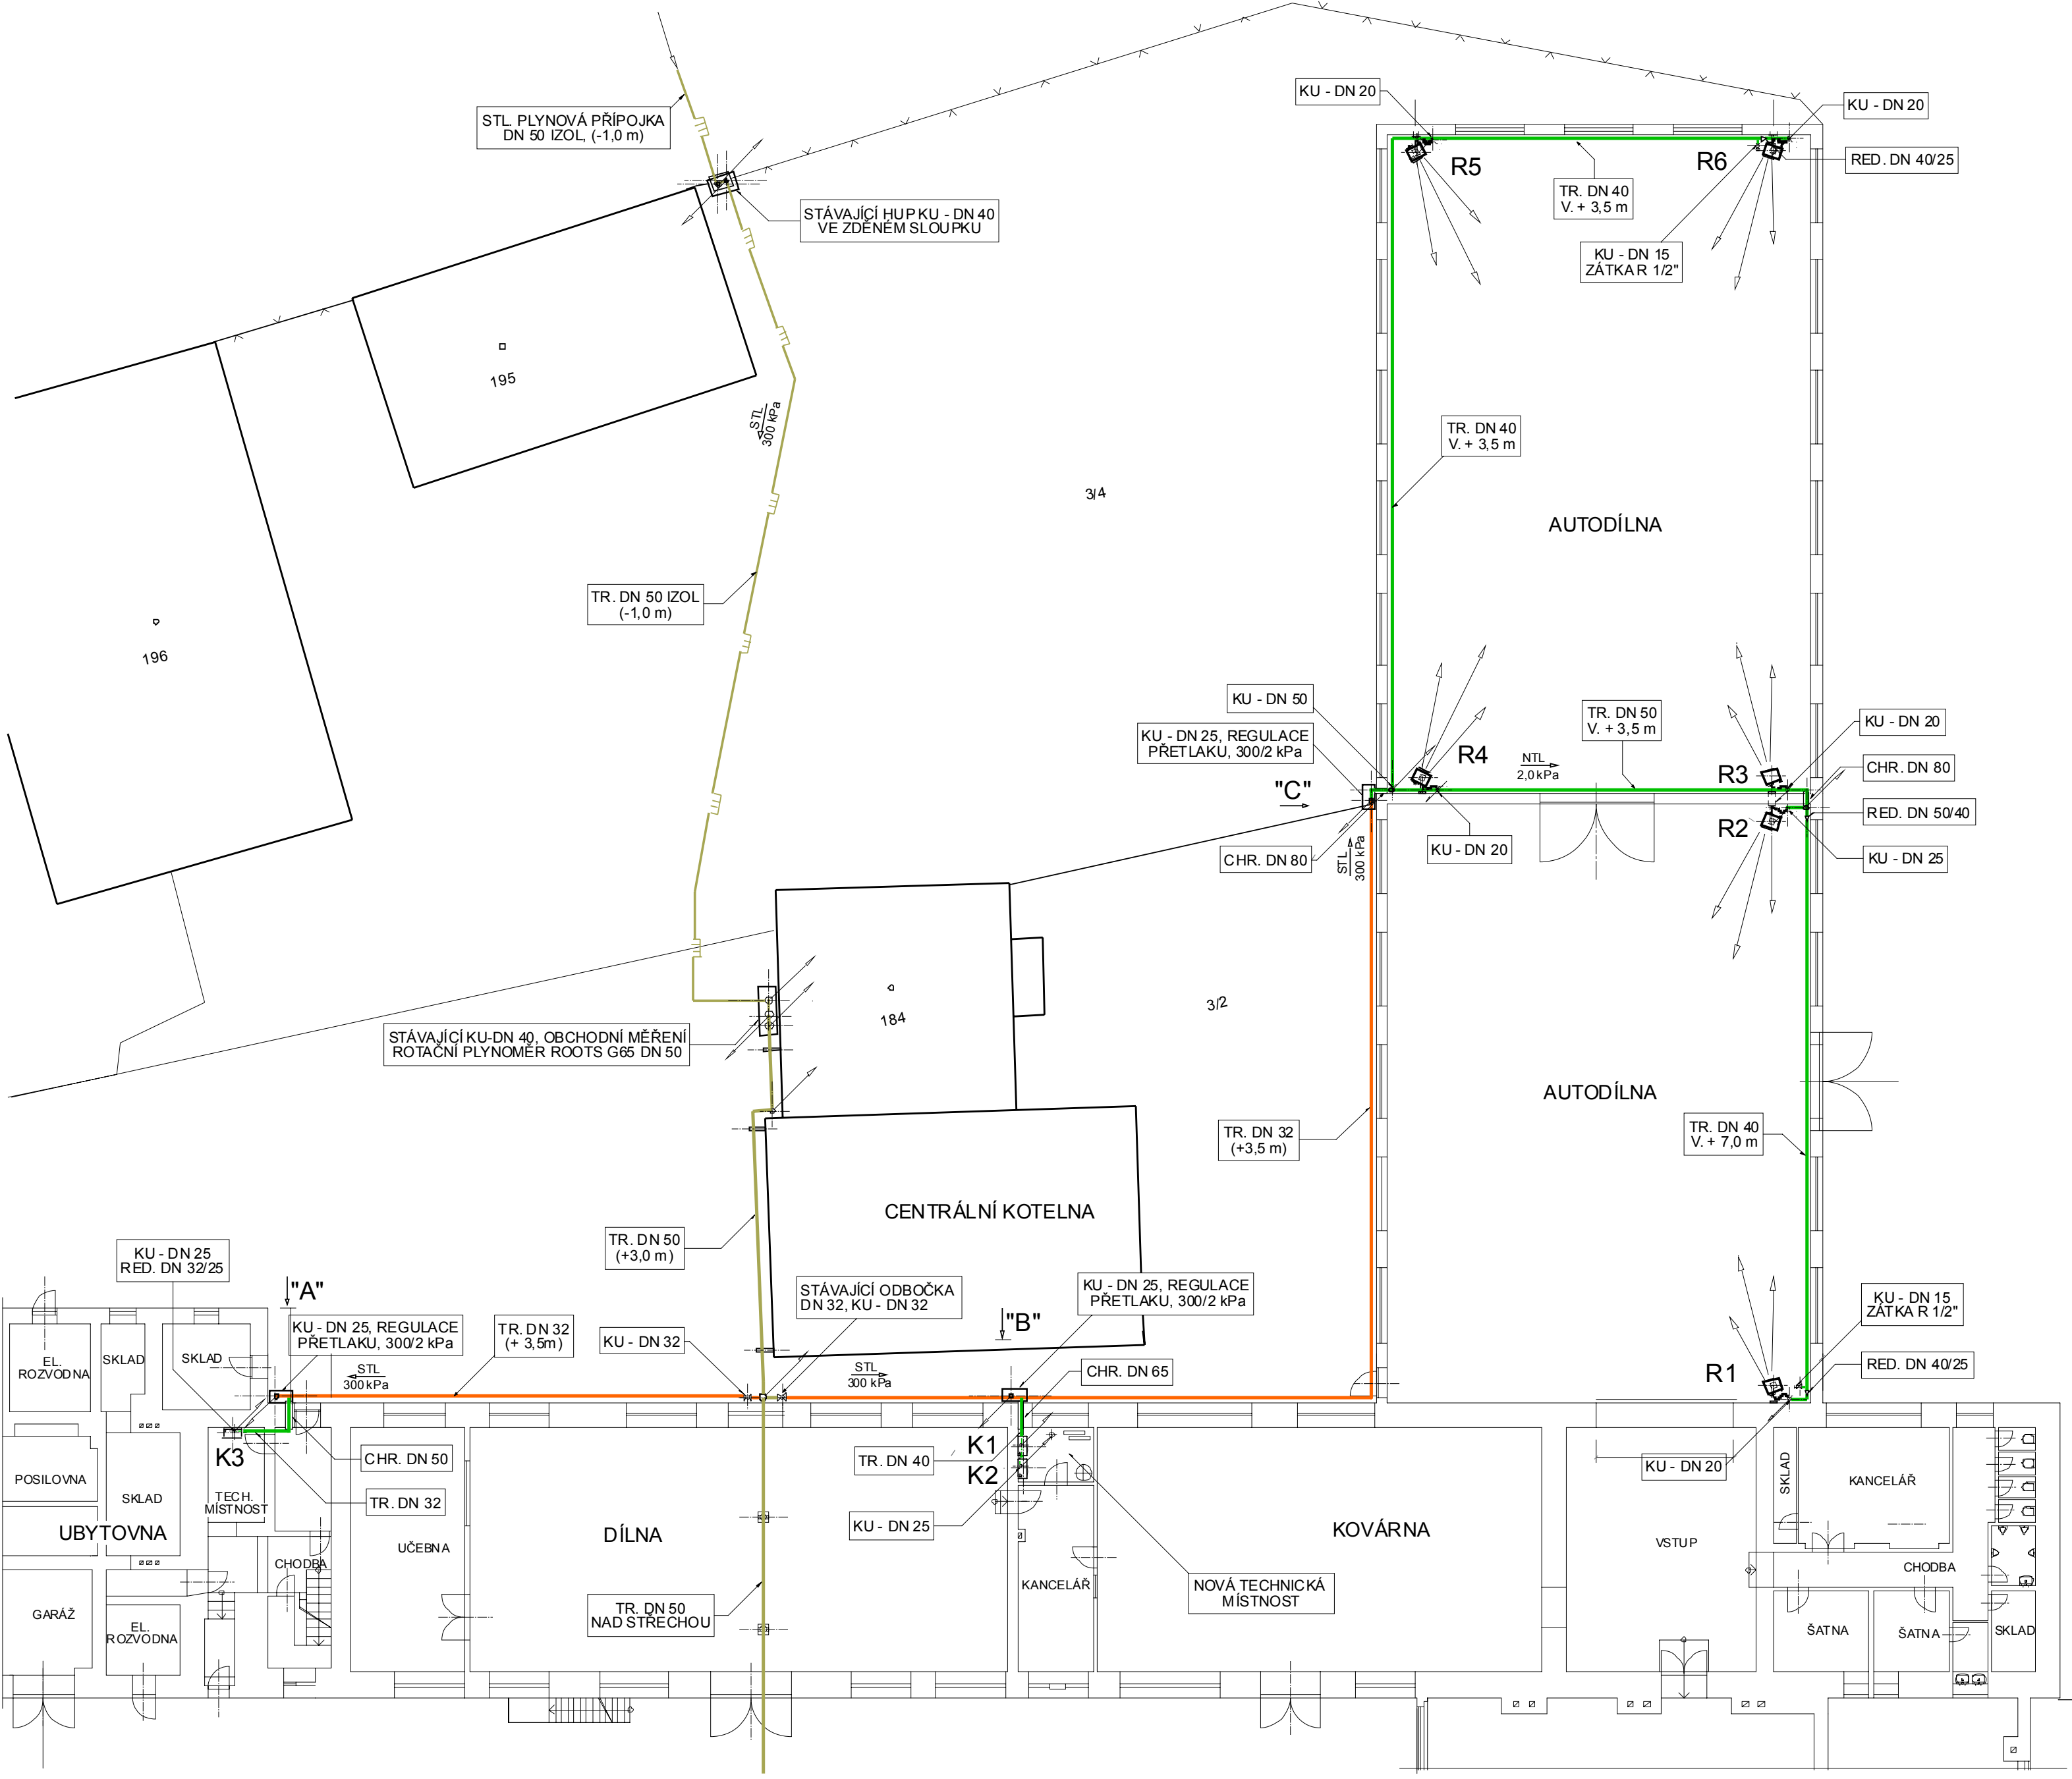 KU - DN 20
KU - DN 20
STL. PLYNOVÁ PŘÍPOJKA
DN 50 IZOL, (-1,0 m)
R5
R6
RED. DN 40/25
TR. DN 40
V. + 3,5 m
STÁVAJÍCÍ HUP KU - DN 40
VE ZDĚNÉM SLOUPKU
KU - DN 15
ZÁTKA R 1/2"
195
STL
300 kPa
TR. DN 40
V. + 3,5 m
3/4
AUTODÍLNA
TR. DN 50 IZOL
(-1,0 m)
196
KU - DN 50
KU - DN 25, REGULACE
PŘETLAKU, 300/2 kPa
R4
TR. DN 50
V. + 3,5 m
NTL
2,0 kPa
R3
KU - DN 20
CHR. DN 80
"C"
RED. DN 50/40
R2
KU - DN 20
KU - DN 25
CHR. DN 80
STL
300 kPa
3/2
184
STÁVAJÍCÍ KU-DN 40, OBCHODNÍ MĚŘENÍ
ROTAČNÍ PLYNOMĚR ROOTS G65 DN 50
AUTODÍLNA
TR. DN 32
(+3,5 m)
TR. DN 40
V. + 7,0 m
CENTRÁLNÍ KOTELNA
TR. DN 50
(+3,0 m)
KU - DN 25
RED. DN 32/25
"A"
STÁVAJÍCÍ ODBOČKA
DN 32, KU - DN 32
KU - DN 25, REGULACE
PŘETLAKU, 300/2 kPa
KU - DN 15
ZÁTKA R 1/2"
KU - DN 25, REGULACE
PŘETLAKU, 300/2 kPa
TR. DN 32
(+ 3,5m)
KU - DN 32
"B"
EL.
ROZVODNA
SKLAD
SKLAD
STL
300 kPa
STL
300 kPa
CHR. DN 65
R1
RED. DN 40/25
K3
CHR. DN 50
TR. DN 40
K1
K2
KU - DN 20
POSILOVNA
SKLAD
TECH.
MÍSTNOST
TR. DN 32
SKLAD
KANCELÁŘ
UBYTOVNA
UČEBNA
DÍLNA
KU - DN 25
KOVÁRNA
VSTUP
CHODBA
CHODBA
KANCELÁŘ
NOVÁ TECHNICKÁ
MÍSTNOST
GARÁŽ
EL.
ROZVODNA
TR. DN 50
NAD STŘECHOU
ŠATNA
ŠATNA
SKLAD